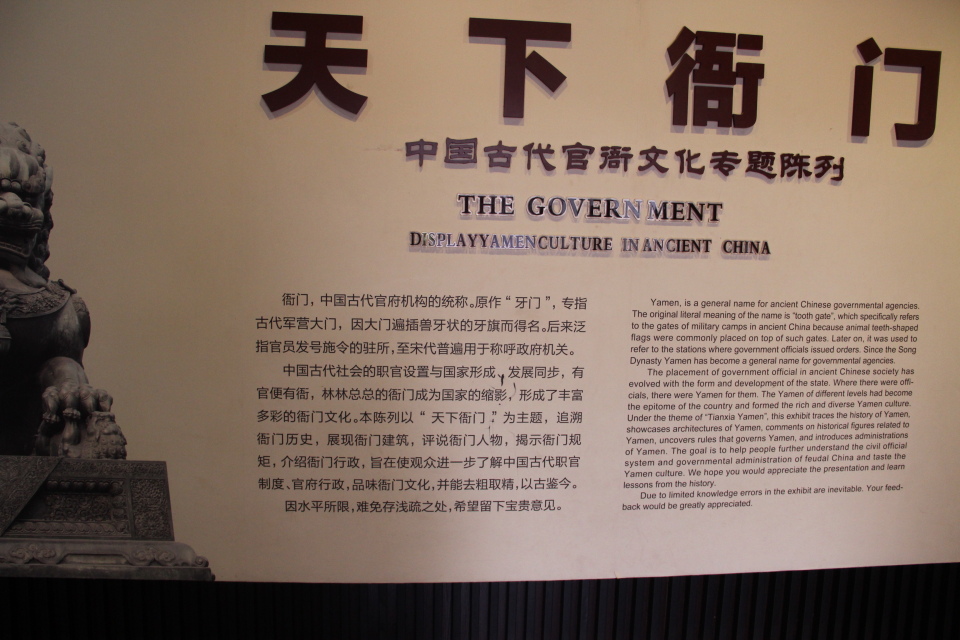 天下衙门
中国古代官衙文化专题陈列
THE GOVERNMENT
DISPLAYYAMENCULTURE IN ANCIENT CHINA
衙门，中国古代官府机构的统称。原作“牙门”，专指
古代军营大门，因大门遍插兽牙状的牙旗而得名。后来泛
指官员发号施令的驻所，至宋代普遍用于称呼政府机关。
中国古代社会的职官设置与国家形成、发展同步，有
官便有衙，林林总总的衙门成为国家的缩影，形成了丰富
多彩的衙门文化。本陈列以“天下衙门”为主题，追溯
衙门历史，展现衙门建筑，评说衙门人物，揭示衙门规
矩，介绍衙门行政，旨在使观众进一步了解中国古代职官
制度、官府行政，品味衙门文化，并能去粗取精，以古鉴今。
因水平所限，难免存浅疏之处，希望留下宝贵意见。
Yamen, is a general name for ancient Chinese governmental agencies.
The original literal meaning of the name is "tooth gate", which specifically refers
to the gates of military camps in ancient China because animal teeth-shaped
flags were commonly placed on top of such gates. Later on, it was used to
refer to the stations where government officials issued orders. Since the Song
Dynasty Yamen has become a general name for governmental agencies.
The placement of government official in ancient Chinese society has
evolved with the form and development of the state. Where there were offi-
cials, there were Yamen for them. The Yamen of different levels had become
the epitome of the country and formed the rich and diverse Yamen culture.
Under the theme of "Tianxia Yamen", this exhibit traces the history of Yamen,
showcases architectures of Yamen, comments on historical figures related to
Yamen, uncovers rules that governs Yamen, and introduces administrations
of Yamen. The goal is to help people further understand the civil official
system and governmental administration of feudal China and taste the
Yamen culture. We hope you would appreciate the presentation and learn
lessons from the history.
Due to limited knowledge errors in the exhibit are inevitable. Your feed-
back would be greatly appreciated.